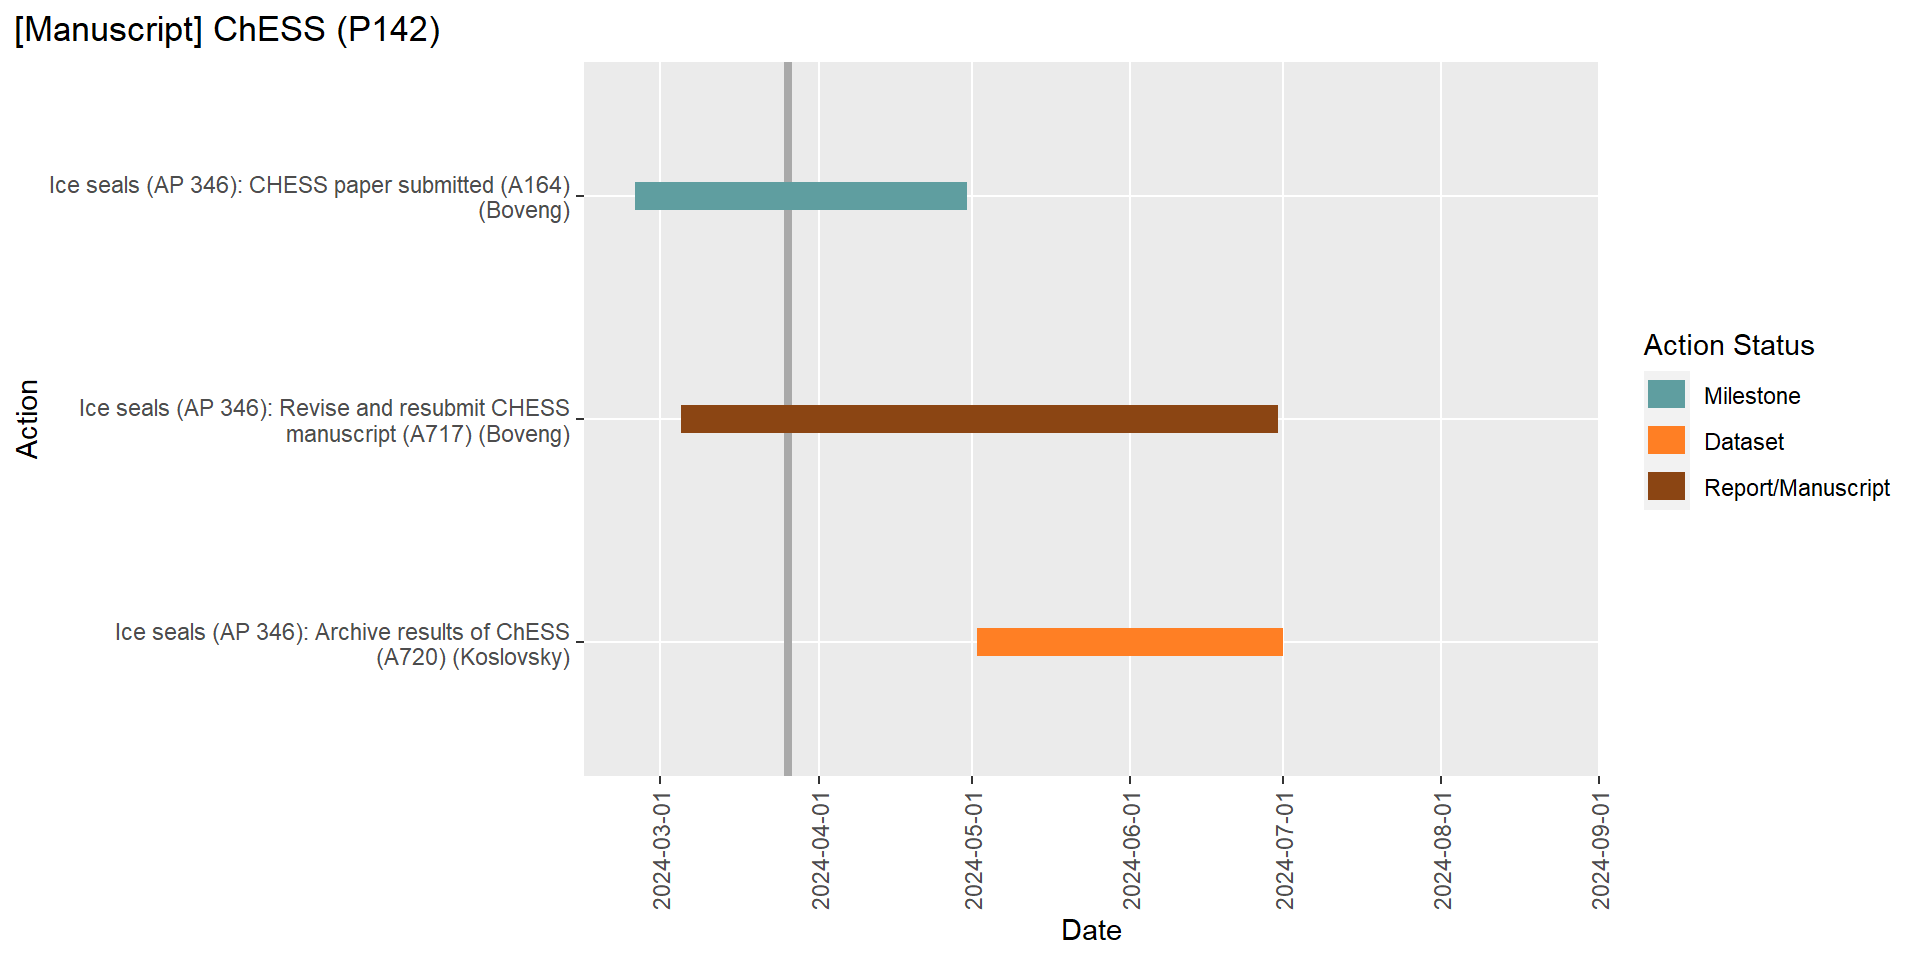 [Manuscript] ChESS (P142)
Action
Ice seals (AP 346): CHESS paper submitted (A164)
(Boveng)
Ice seals (AP 346): Revise and resubmit CHESS
manuscript (A717) (Boveng)
Ice seals (AP 346): Archive results of ChESS
(A720) (Koslovsky)
2024-03-01
2024-04-01
2024-05-01
2024-06-01
2024-07-01
2024-08-01
2024-09-01
Date
Action Status
Milestone
Dataset
Report/Manuscript